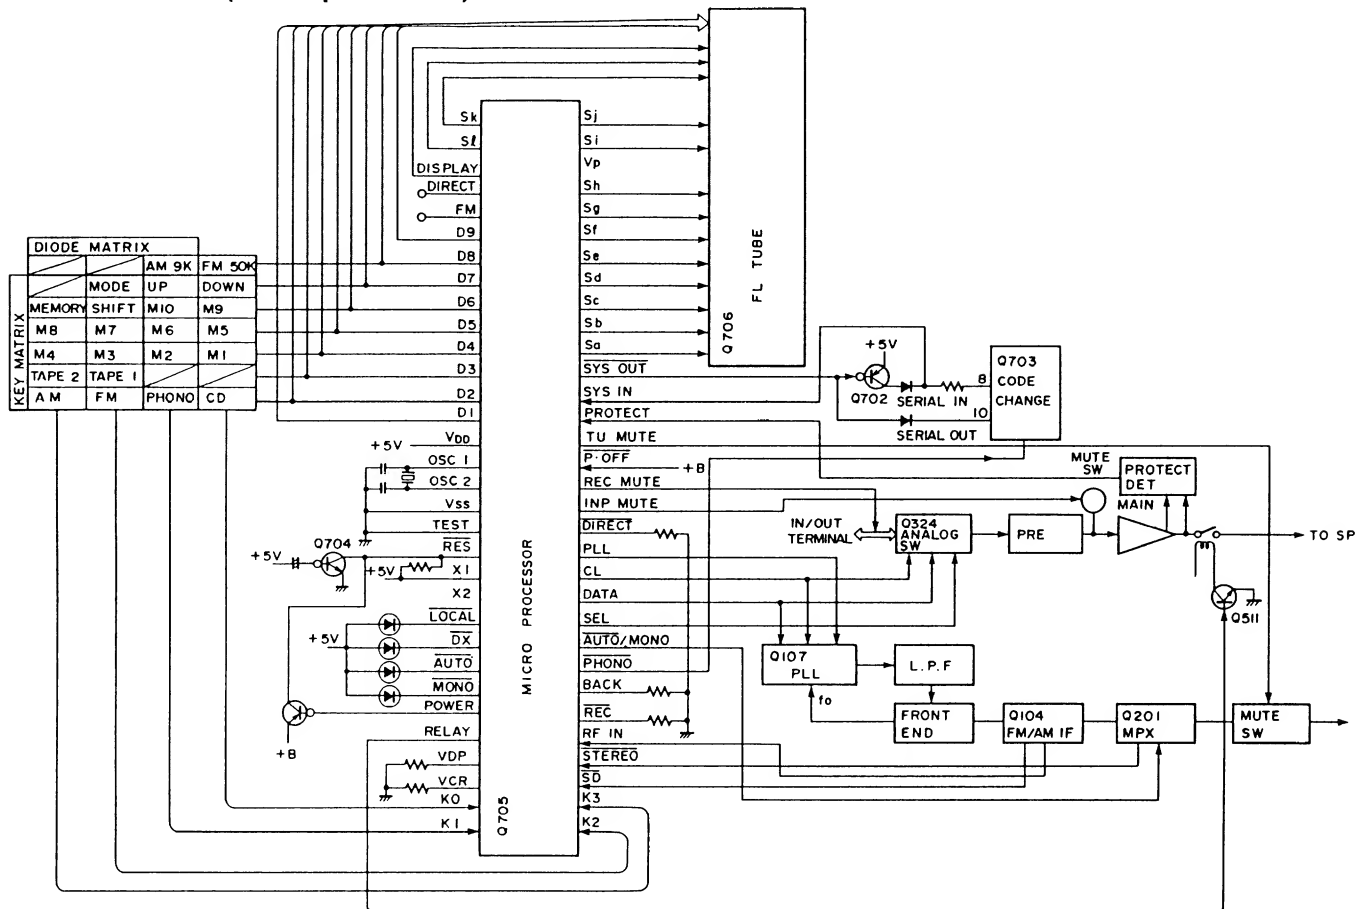 DIODE MATRIX
AM 9K FM 50K
MODE UP DOWN
MEMORY SHIFT M10 M9
M8 M7 M6 M5
M4 M3 M2 M1
TAPE 2 TAPE 1
AM FM PHONO CD
KEY MATRIX
Sk
Sℓ
DISPLAY
DIRECT
FM
D9
D8
D7
D6
D5
D4
D3
D2
D1
+5V VDD
OSC 1
OSC 2
Vss
TEST
Q704
RES
+5V
+5V
X1
X2
LOCAL
+5V
DX
AUTO
MONO
POWER
+B
RELAY
VDP
VCR
K0
K1
MICRO PROCESSOR
Q705
Sj
Si
Vp
Sh
Sg
Sf
Se
Sd
Sc
Sb
Sa
SYS OUT
SYS IN
PROTECT
TU MUTE
P·OFF
+B
REC MUTE
INP MUTE
DIRECT
PLL
CL
DATA
SEL
AUTO/MONO
PHONO
BACK
REC
RF IN
STEREO
SD
K3
K2
FL TUBE
Q706
+5V
Q702
SERIAL IN
SERIAL OUT
8
10
Q703
CODE
CHANGE
MUTE
SW
PROTECT
DET
MAIN
IN/OUT
TERMINAL
Q324
ANALOG
SW
PRE
TO SP
Q511
Q107
PLL
L.P.F
fo
FRONT
END
Q104
FM/AM IF
Q201
MPX
MUTE
SW